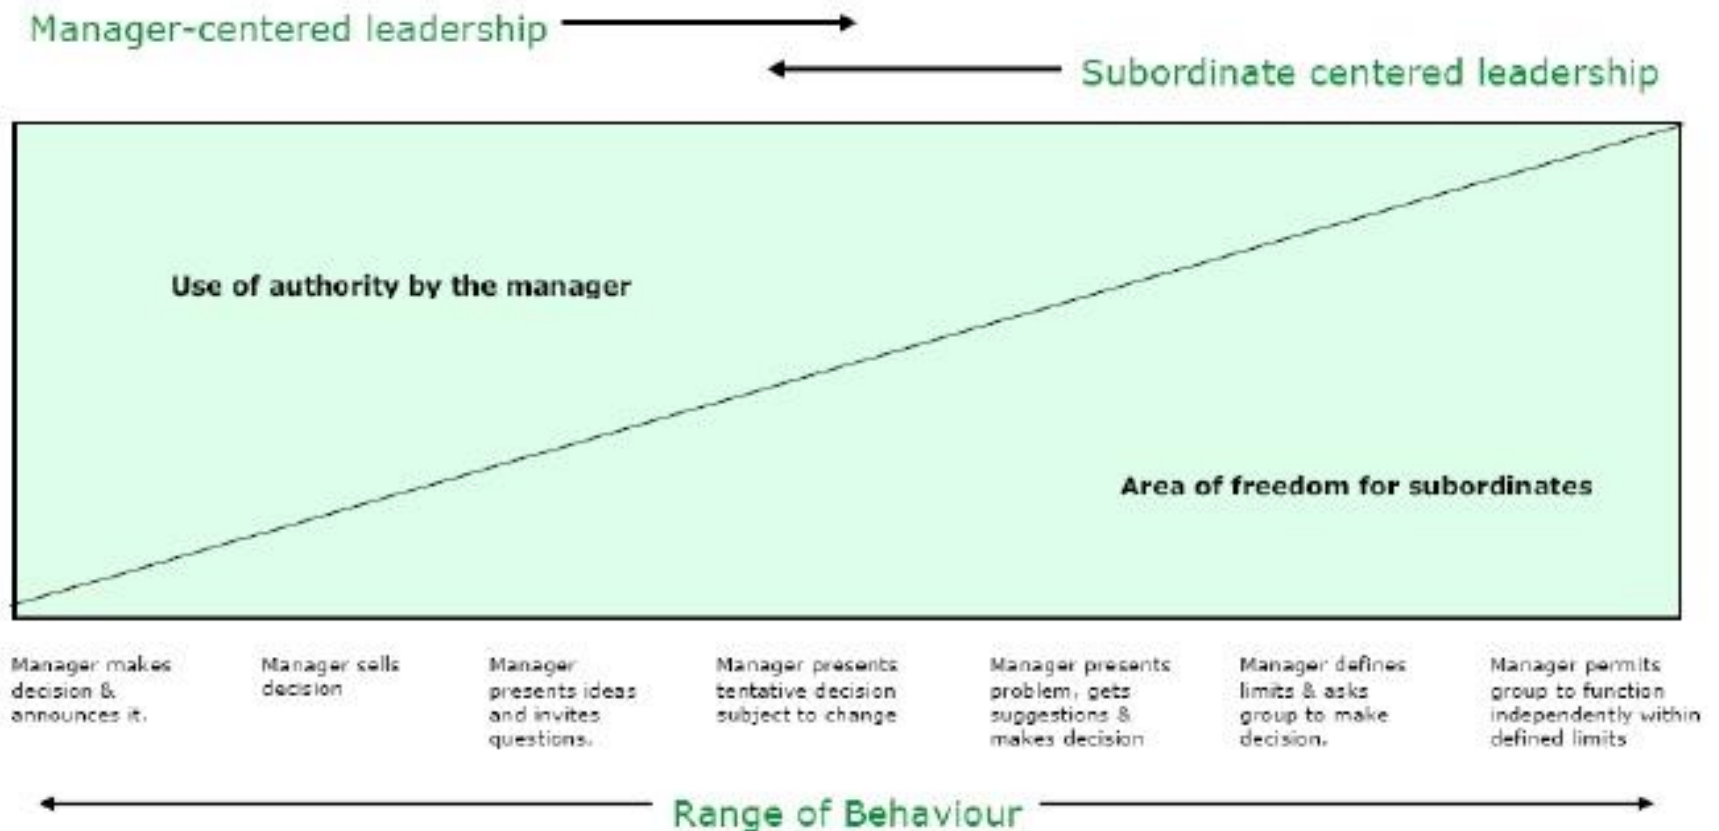 Manager-centered leadership
Subordinate centered leadership
Use of authority by the manager
Area of freedom for subordinates
Manager makes
decision &
announces it.
Manager sells
decision
Manager
presents ideas
and invites
questions.
Manager presents
tentative decision
subject to change
Manager presents
problem, gets
suggestions &
makes decision
Manager defines
limits & asks
group to make
decision.
Manager permits
group to function
independently within
defined limits
Range of Behaviour